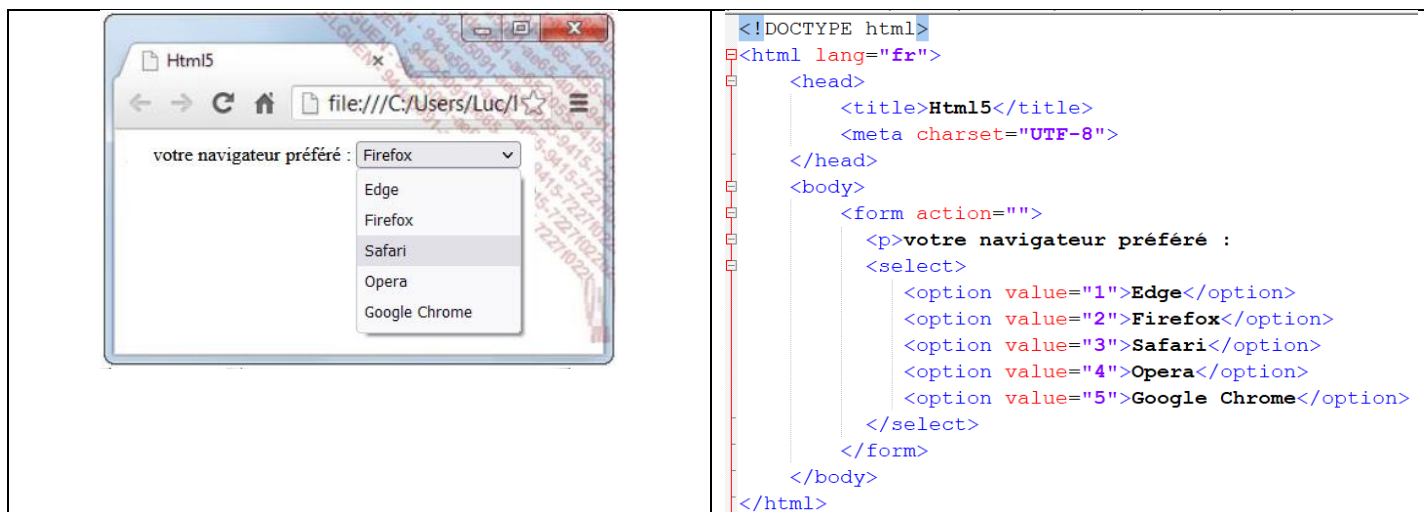 Html5
file:///C:/Users/Luc/l
votre navigateur préféré : Firefox
Edge
Firefox
Safari
Opera
Google Chrome
<!DOCTYPE html>
<html lang="fr">
<head>
<title>Html5</title>
<meta charset="UTF-8">
</head>
<body>
<form action="">
<p>votre navigateur préféré :
<select>
<option value="1">Edge</option>
<option value="2">Firefox</option>
<option value="3">Safari</option>
<option value="4">Opera</option>
<option value="5">Google Chrome</option>
</select>
</form>
</body>
</html>